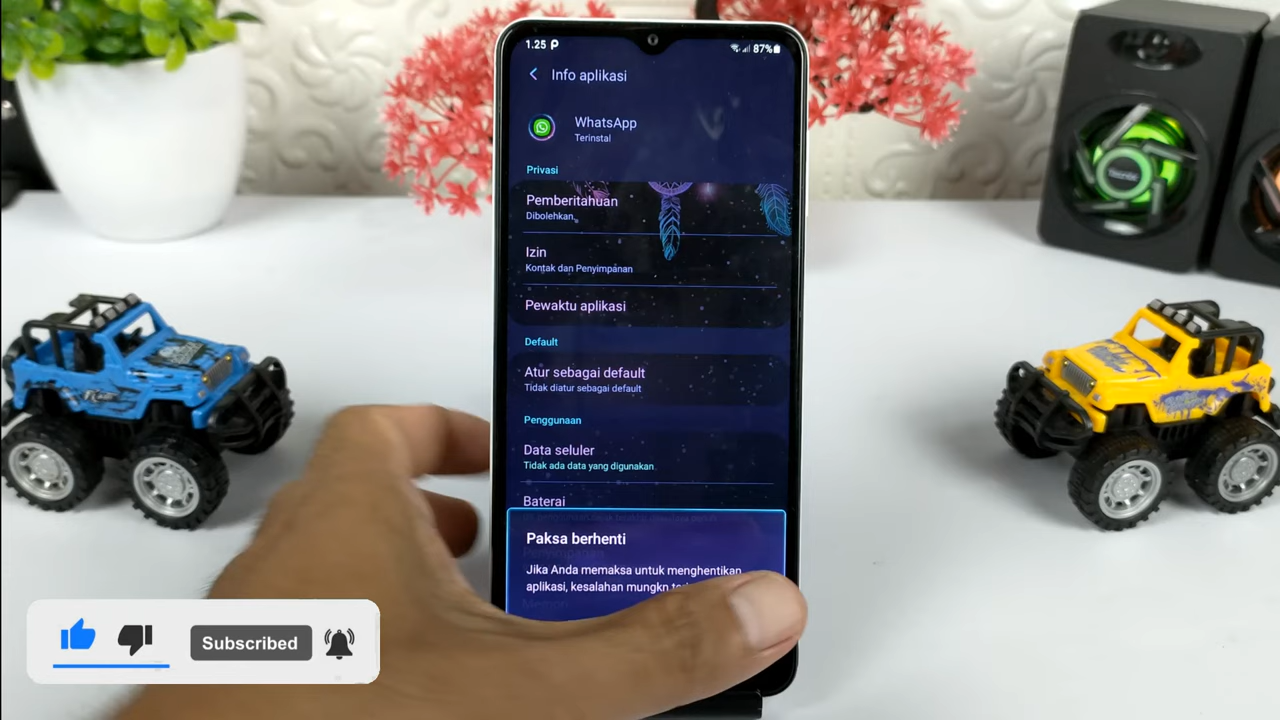 1.25
87%
Info aplikasi
WhatsApp
Terinstal
Privasi
Pemberitahuan
Dibolehkan
Izin
Kontak dan Penyimpanan
Pewaktu aplikasi
Default
Atur sebagai default
Tidak diatur sebagai default
Penggunaan
Data seluler
Tidak ada data yang digunakan
Baterai
Paksa berhenti
Jika Anda memaksa untuk menghentikan
aplikasi, kesalahan mungkn
Subscribed